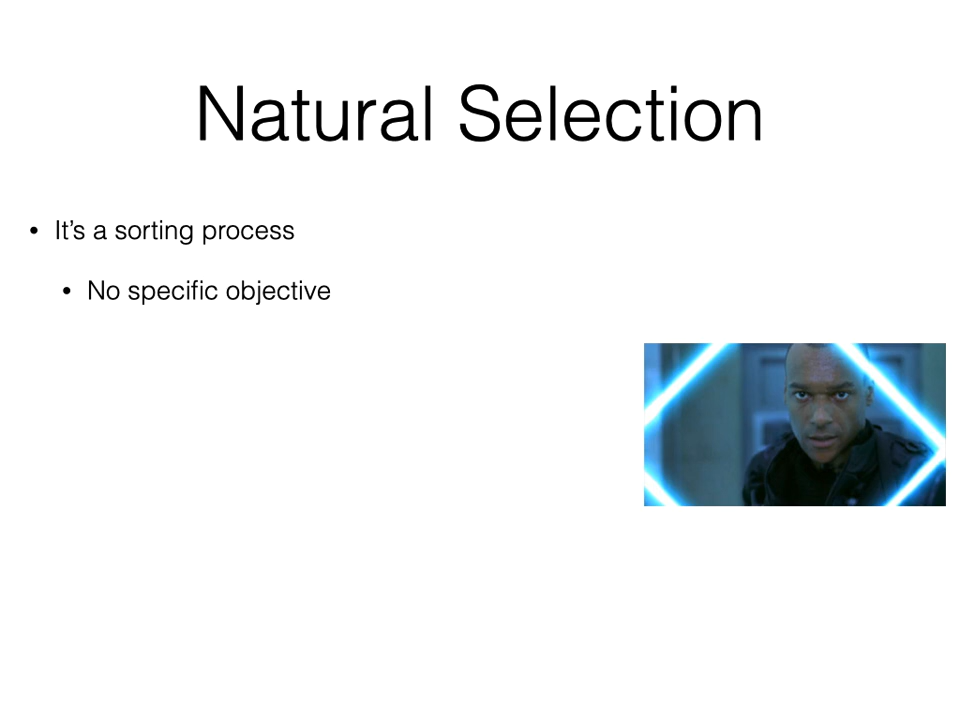 Natural Selection
• It’s a sorting process
• No specific objective